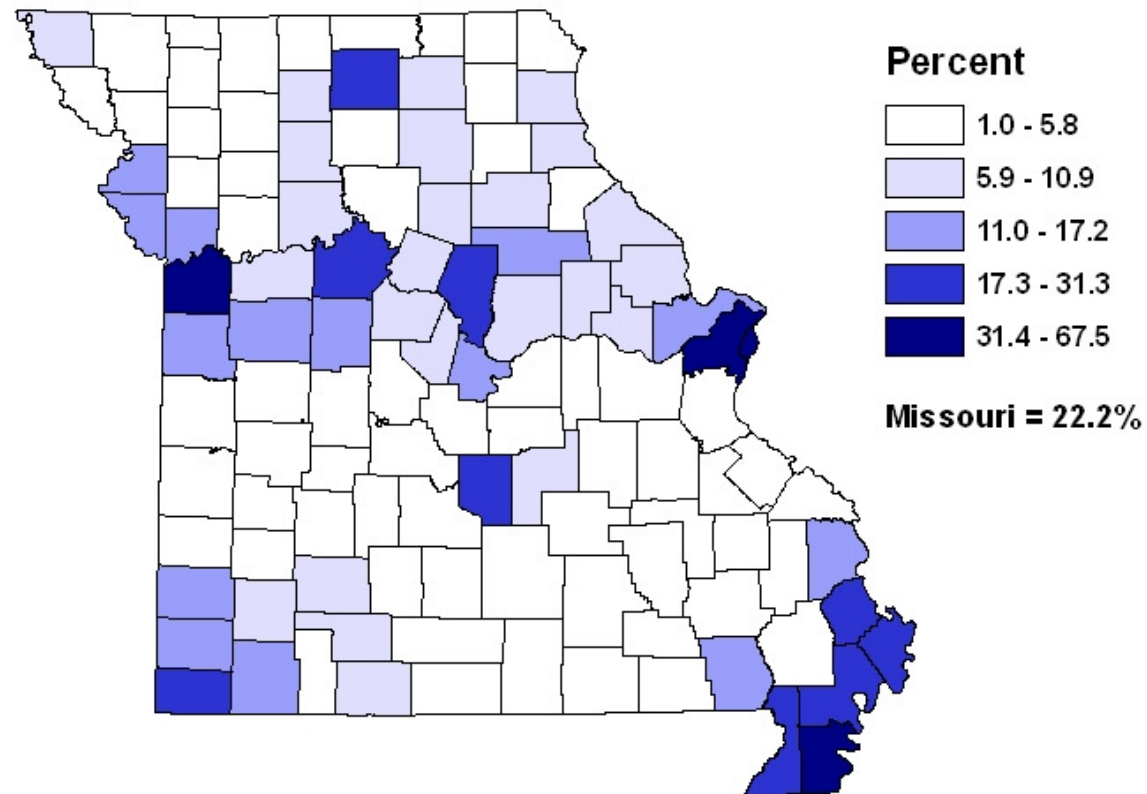 Percent
1.0 - 5.8
5.9 - 10.9
11.0 - 17.2
17.3 - 31.3
31.4 - 67.5
Missouri = 22.2%